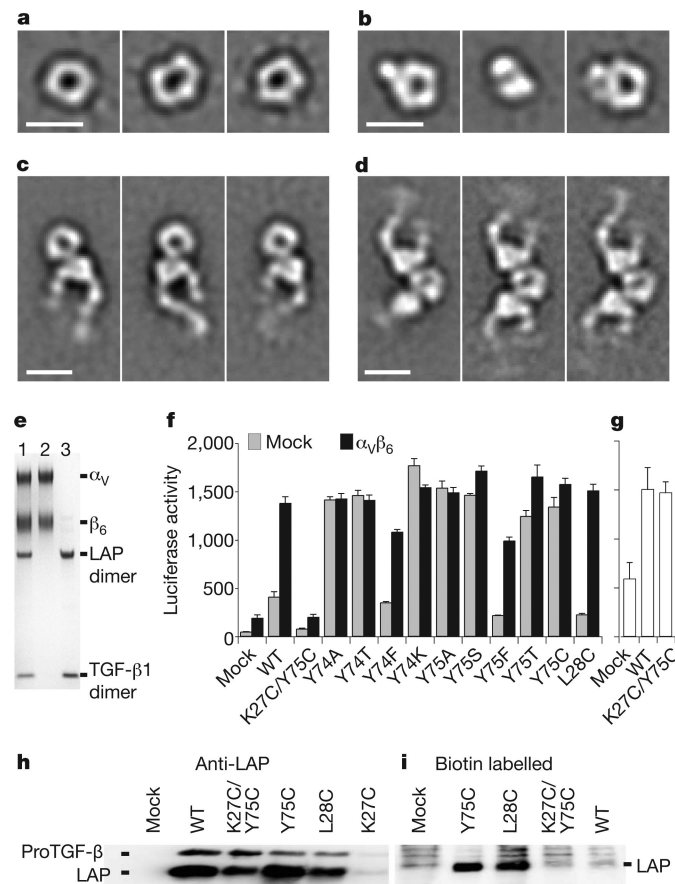 a
b
c
d
e
1 2 3
αV
β6
LAP
dimer
TGF-β1
dimer
f
Mock
αVβ6
Luciferase activity
2,000
1,500
1,000
500
0
Mock
WT
K27C/Y75C
Y74A
Y74T
Y74F
Y74K
Y75A
Y75S
Y75F
Y75T
Y75C
L28C
g
Mock
WT
K27C/Y75C
h
Anti-LAP
Mock
WT
K27C/
Y75C
Y75C
L28C
K27C
ProTGF-β
LAP
i
Biotin labelled
Mock
Y75C
L28C
K27C/
Y75C
WT
LAP